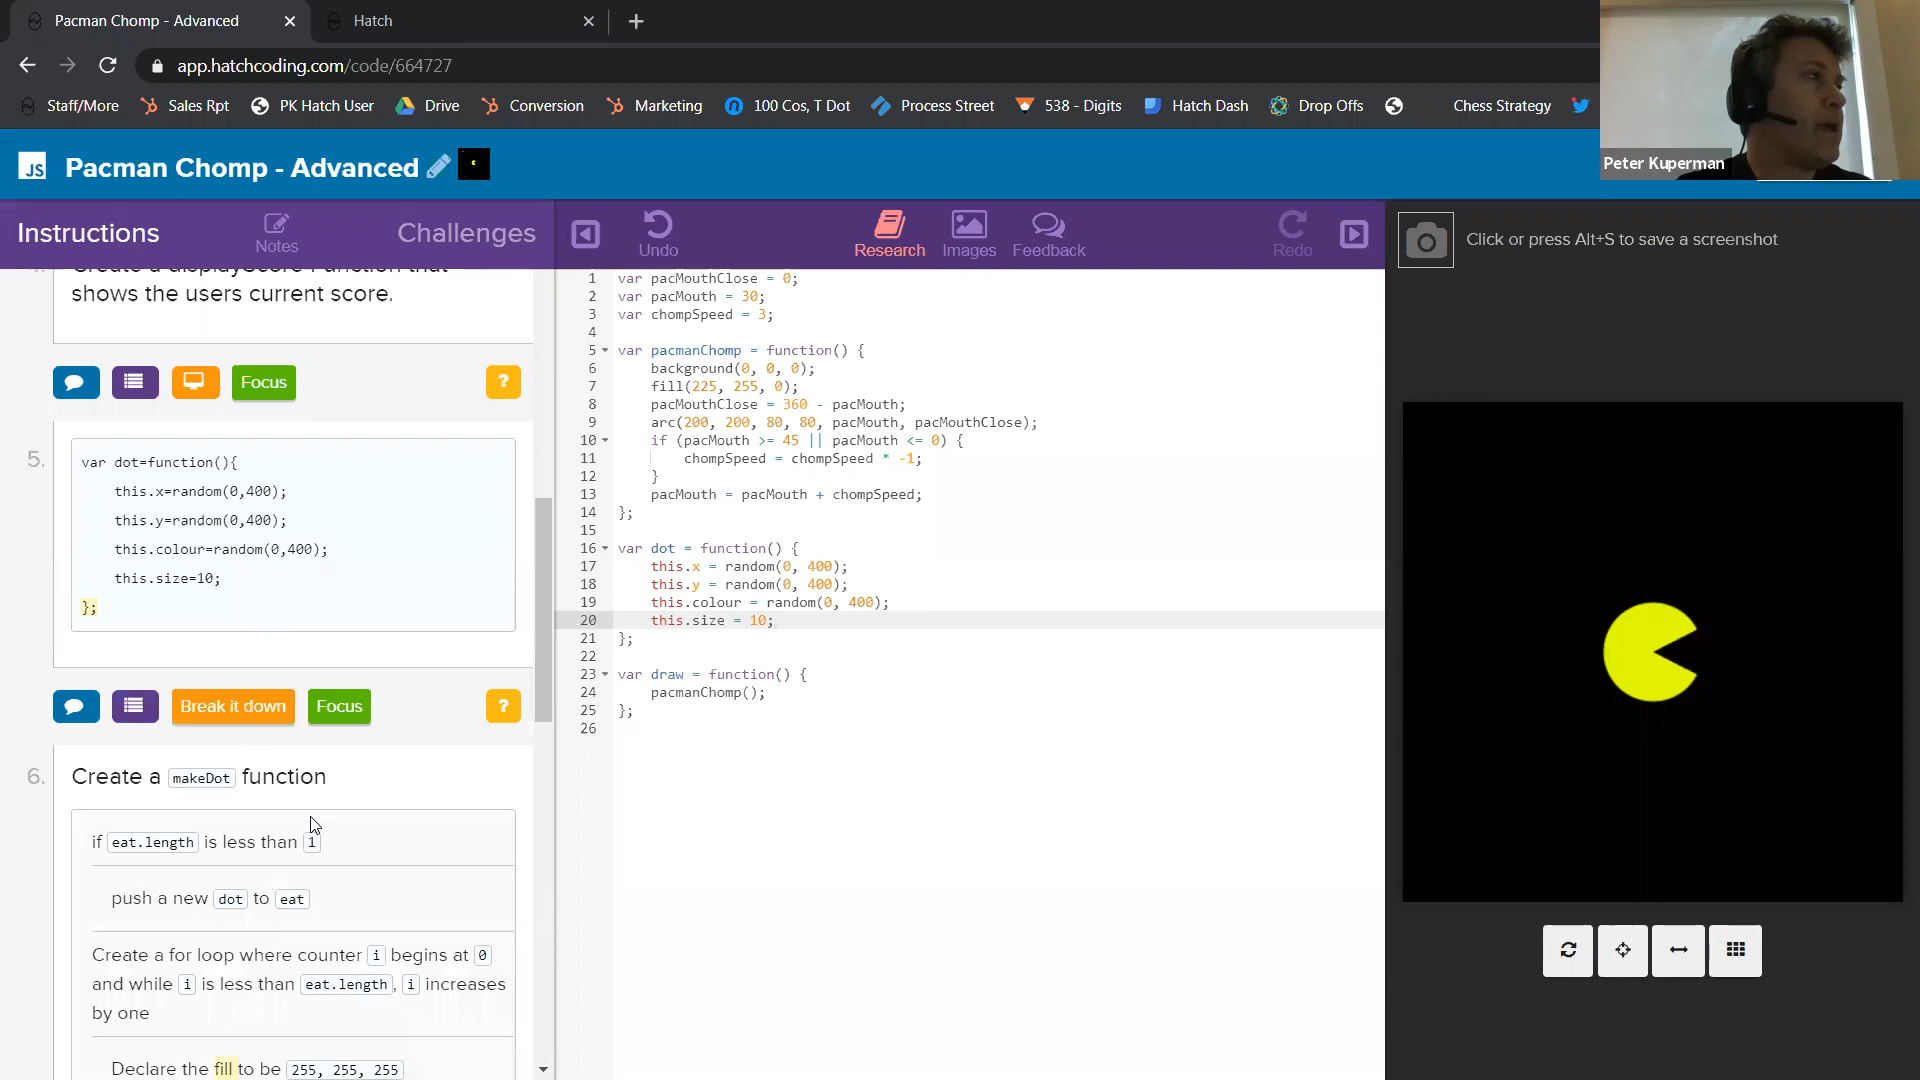 Pacman Chomp - Advanced
Hatch
app.hatchcoding.com/code/664727
Staff/More
Sales Rpt
PK Hatch User
Drive
Conversion
Marketing
100 Cos, T Dot
Process Street
538 - Digits
Hatch Dash
Drop Offs
Chess Strategy
Peter Kuperman
JS
Pacman Chomp - Advanced
Instructions
Notes
Challenges
Undo
Research
Images
Feedback
Redo
Click or press Alt+S to save a screenshot
4. Create a displayScore Function that
shows the users current score.
Focus
?
5.
var dot=function(){
this.x=random(0,400);
this.y=random(0,400);
this.colour=random(0,400);
this.size=10;
};
Break it down
Focus
?
6. Create a makeDot function
if eat.length is less than 1
push a new dot to eat
Create a for loop where counter i begins at 0
and while i is less than eat.length, i increases
by one
Declare the fill to be 255, 255, 255
1 var pacMouthClose = 0;
2 var pacMouth = 30;
3 var chompSpeed = 3;
4
5 var pacmanChomp = function() {
6 background(0, 0, 0);
7 fill(225, 255, 0);
8 pacMouthClose = 360 - pacMouth;
9 arc(200, 200, 80, 80, pacMouth, pacMouthClose);
10 if (pacMouth >= 45 || pacMouth <= 0) {
11 chompSpeed = chompSpeed * -1;
12 }
13 pacMouth = pacMouth + chompSpeed;
14 };
15
16 var dot = function() {
17 this.x = random(0, 400);
18 this.y = random(0, 400);
19 this.colour = random(0, 400);
20 this.size = 10;
21 };
22
23 var draw = function() {
24 pacmanChomp();
25 };
26